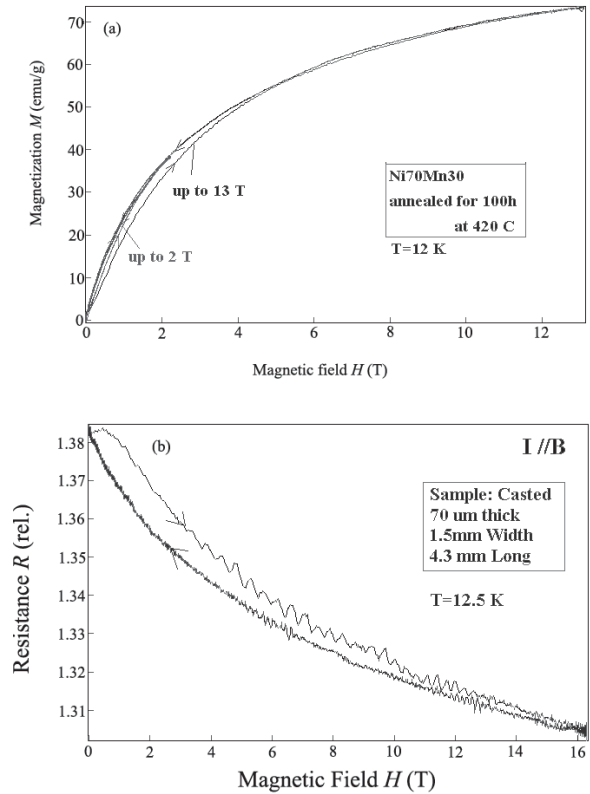 (a)
Magnetization M (emu/g)
70
60
50
40
30
20
10
0
up to 13 T
up to 2 T
Ni70Mn30
annealed for 100h
at 420 C
T=12 K
0 2 4 6 8 10 12
Magnetic field H (T)
(b)
I //B
Resistance R (rel.)
1.38
1.37
1.36
1.35
1.34
1.33
1.32
1.31
Sample: Casted
70 um thick
1.5mm Width
4.3 mm Long
T=12.5 K
0 2 4 6 8 10 12 14 16
Magnetic Field H (T)